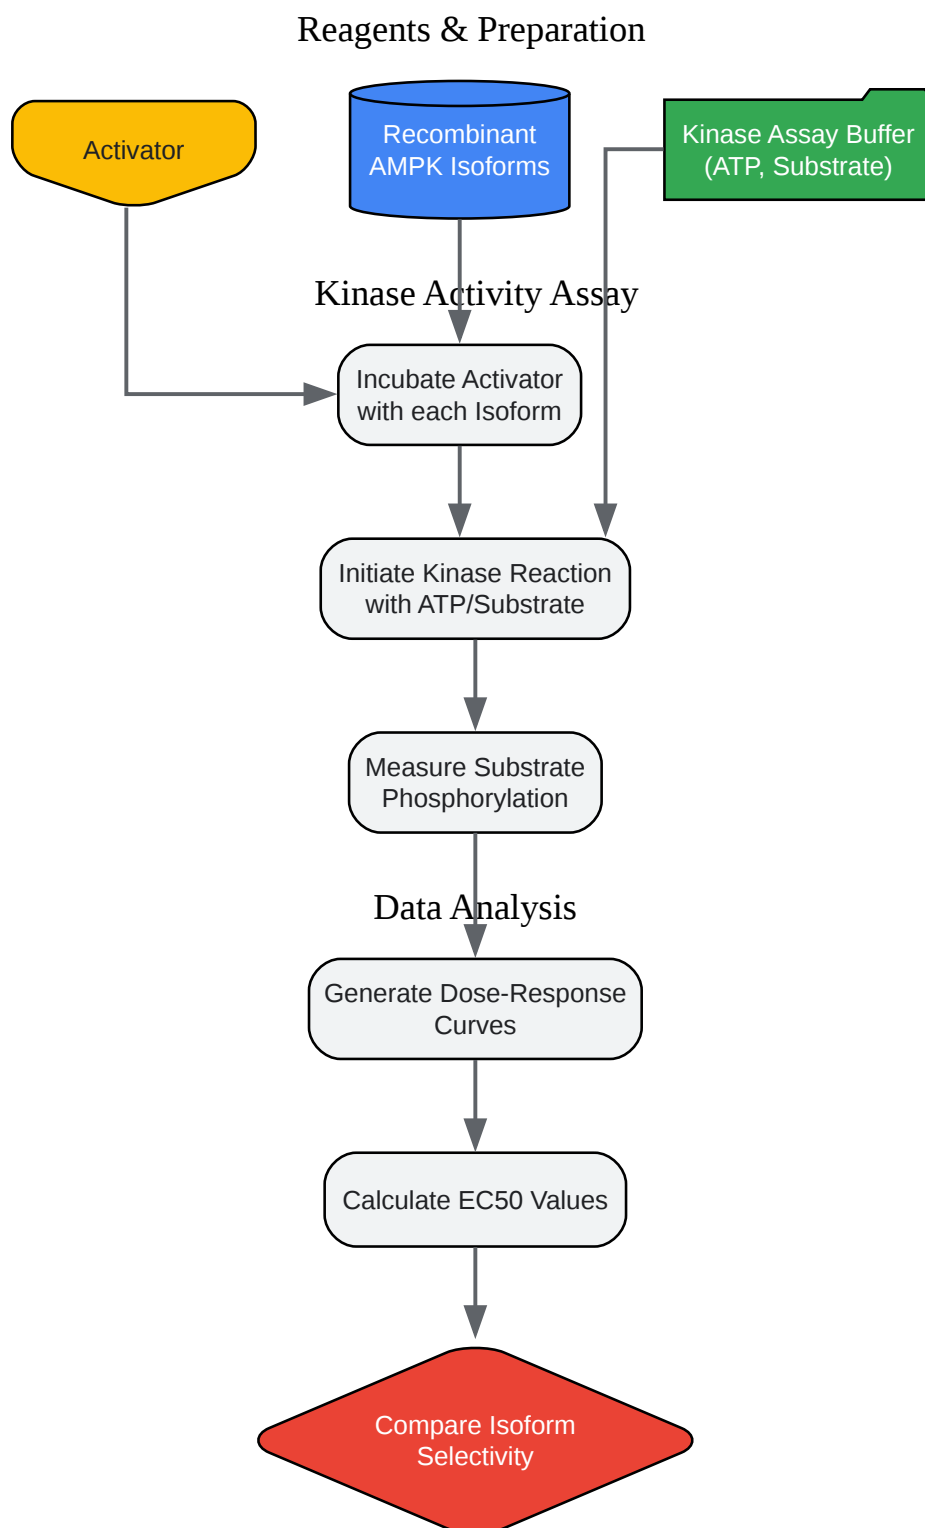 Reagents & Preparation
Activator
Recombinant
AMPK Isoforms
Kinase Assay Buffer
(ATP, Substrate)
Kinase Activity Assay
Incubate Activator
with each Isoform
Initiate Kinase Reaction
with ATP/Substrate
Measure Substrate
Phosphorylation
Data Analysis
Generate Dose-Response
Curves
Calculate EC50 Values
Compare Isoform
Selectivity